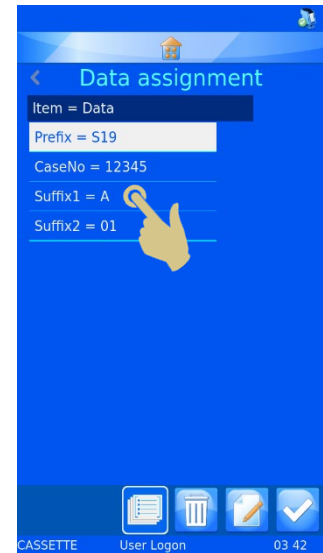 Data assignment
Item = Data
Prefix = S19
CaseNo = 12345
Suffix1 = A
Suffix2 = 01
CASSETTE User Logon 03 42